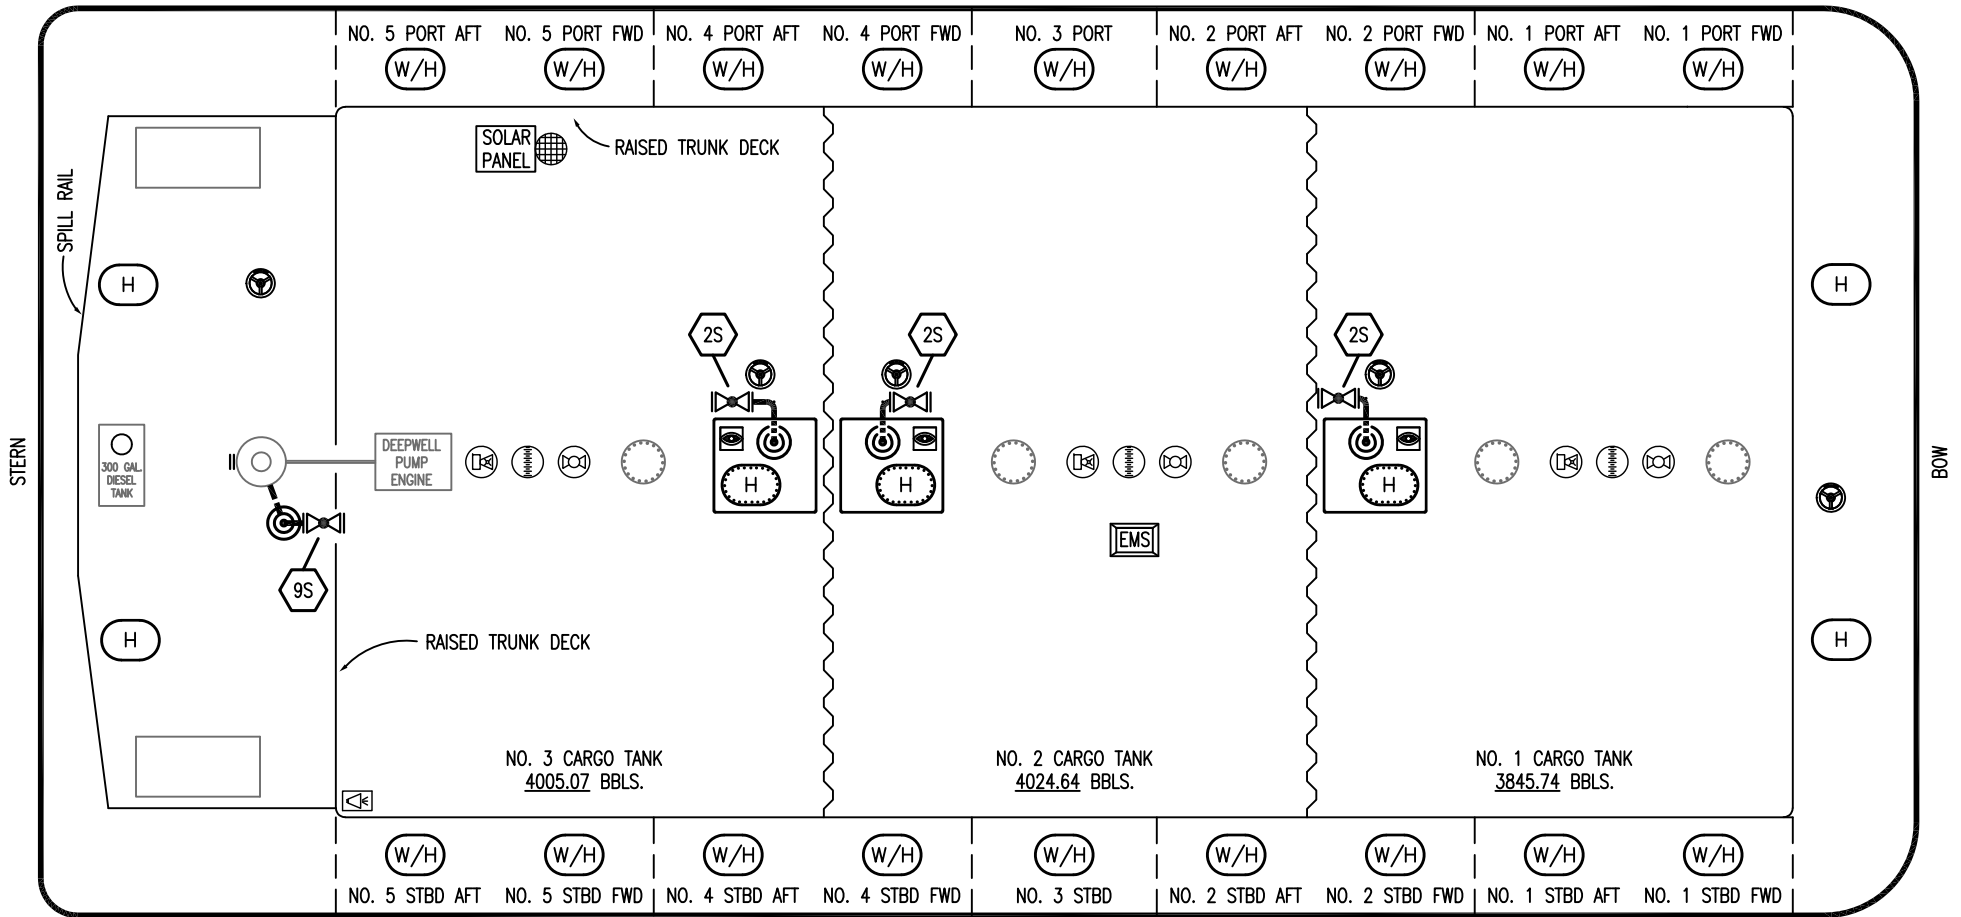 NO. 5 PORT AFT
NO. 5 PORT FWD
NO. 4 PORT AFT
NO. 4 PORT FWD
NO. 3 PORT
NO. 2 PORT AFT
NO. 2 PORT FWD
NO. 1 PORT AFT
NO. 1 PORT FWD
W/H
W/H
W/H
W/H
W/H
W/H
W/H
W/H
W/H
SOLAR
PANEL
RAISED TRUNK DECK
SPILL RAIL
H
H
2S
2S
2S
STERN
300 GAL.
DIESEL
TANK
DEEPWELL
PUMP
ENGINE
H
H
H
BOW
EMS
9S
H
RAISED TRUNK DECK
H
NO. 3 CARGO TANK
4005.07 BBLS.
NO. 2 CARGO TANK
4024.64 BBLS.
NO. 1 CARGO TANK
3845.74 BBLS.
W/H
W/H
W/H
W/H
W/H
W/H
W/H
W/H
W/H
NO. 5 STBD AFT
NO. 5 STBD FWD
NO. 4 STBD AFT
NO. 4 STBD FWD
NO. 3 STBD
NO. 2 STBD AFT
NO. 2 STBD FWD
NO. 1 STBD AFT
NO. 1 STBD FWD